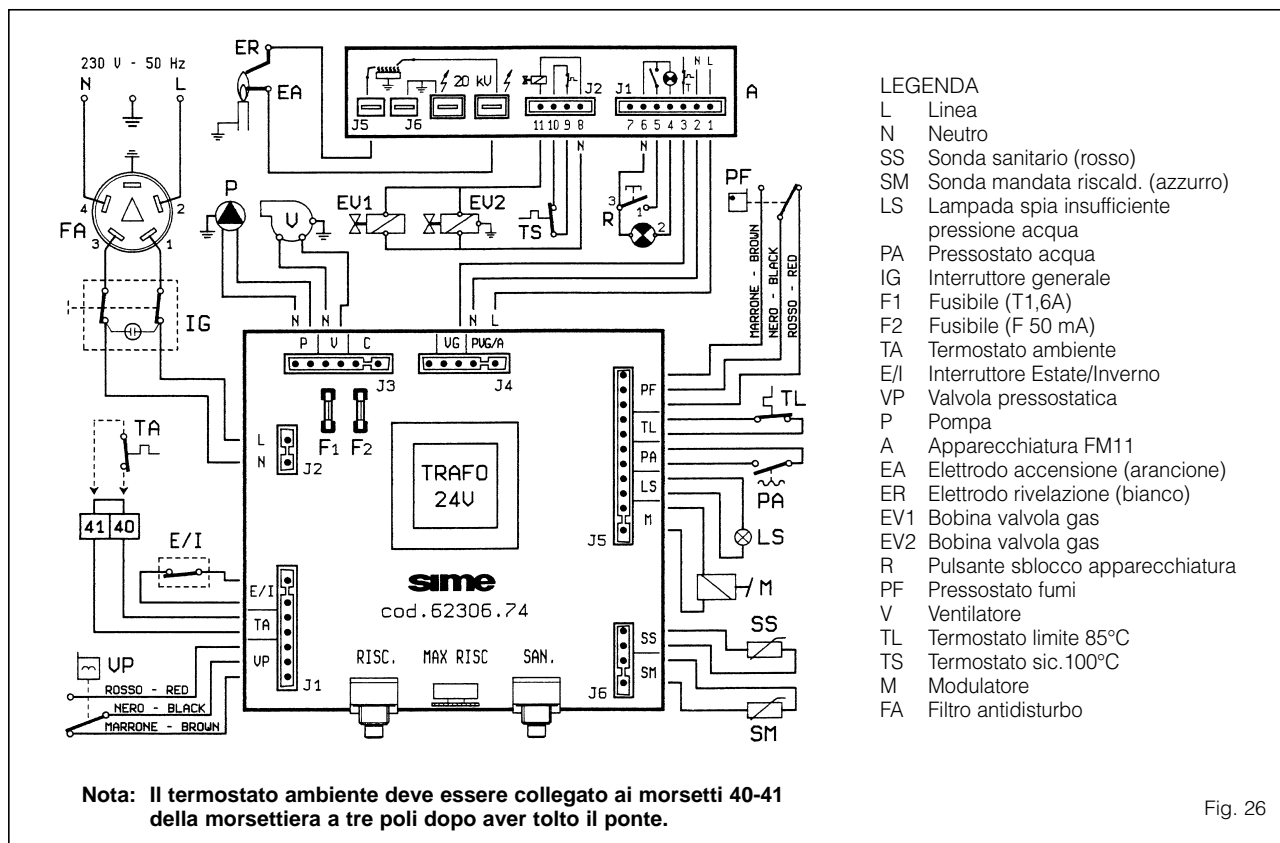 230 V - 50 Hz
N
L
4
2
3
1
FA
IG
ER
EA
20 kV
J5
J6
J2
11 10 9 8
J1
7 6 5 4 3 2 1
N L
A
P
V
EV1
EV2
TS
N
N
3
1
R
2
PF
MARRONE - BROWN
NERO - BLACK
ROSSO - RED
N N
N L
P V C
J3
VG PVG/A
J4
F1 F2
L
N
J2
TRAFO
24V
PF
TL
PA
LS
M
J5
TL
PA
LS
M
TA
41 40
E/I
E/I
TA
VP
J1
sime
cod.62306.74
RISC. MAX RISC SAN.
SS
SM
J6
SS
SM
VP
ROSSO - RED
NERO - BLACK
MARRONE - BROWN
LEGENDA
L Linea
N Neutro
SS Sonda sanitario (rosso)
SM Sonda mandata riscald. (azzurro)
LS Lampada spia insufficiente
pressione acqua
PA Pressostato acqua
IG Interruttore generale
F1 Fusibile (T1,6A)
F2 Fusibile (F 50 mA)
TA Termostato ambiente
E/I Interruttore Estate/Inverno
VP Valvola pressostatica
P Pompa
A Apparecchiatura FM11
EA Elettrodo accensione (arancione)
ER Elettrodo rivelazione (bianco)
EV1 Bobina valvola gas
EV2 Bobina valvola gas
R Pulsante sblocco apparecchiatura
PF Pressostato fumi
V Ventilatore
TL Termostato limite 85°C
TS Termostato sic.100°C
M Modulatore
FA Filtro antidisturbo
Nota: Il termostato ambiente deve essere collegato ai morsetti 40-41
della morsettiera a tre poli dopo aver tolto il ponte.
Fig. 26